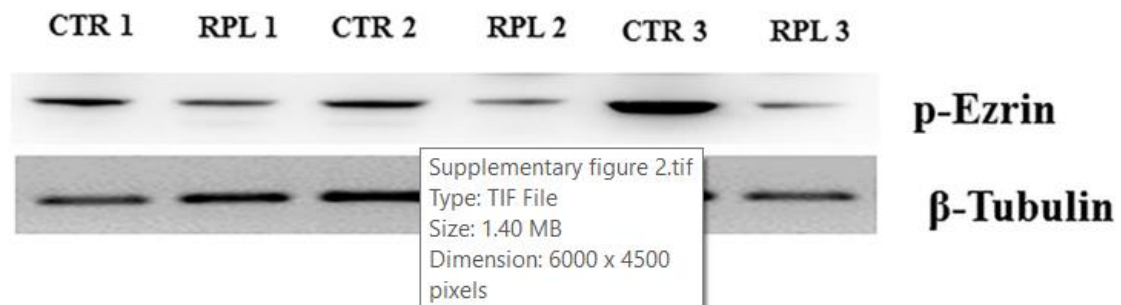 CTR 1 RPL 1 CTR 2 RPL 2 CTR 3 RPL 3
p-Ezrin
Supplementary figure 2.tif
Type: TIF File
Size: 1.40 MB
Dimension: 6000 x 4500
pixels
β-Tubulin